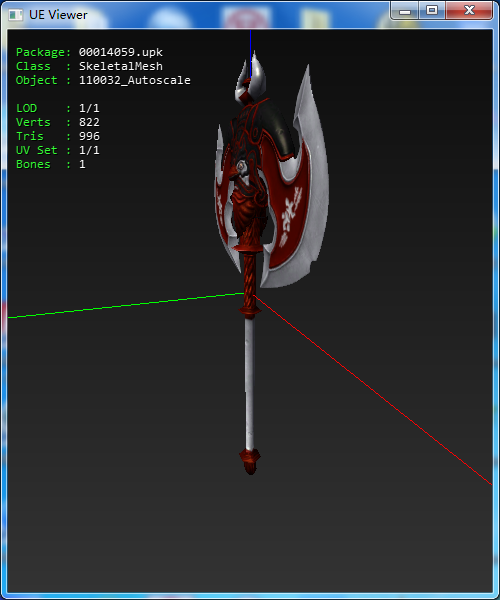 UE Viewer
Package: 00014059.upk
Class : SkeletalMesh
Object : 110032_Autoscale
LOD : 1/1
Verts : 822
Tris : 996
UV Set : 1/1
Bones : 1